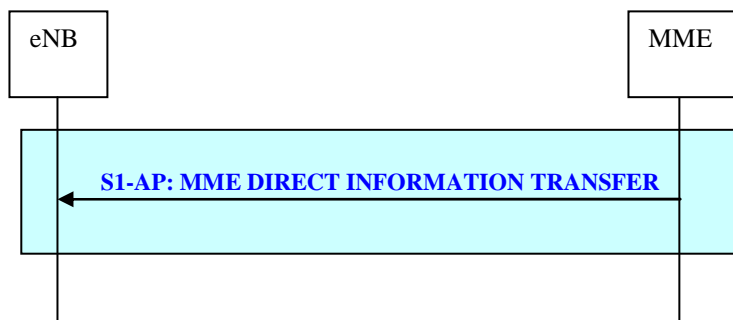 eNB
MME
S1-AP: MME DIRECT INFORMATION TRANSFER